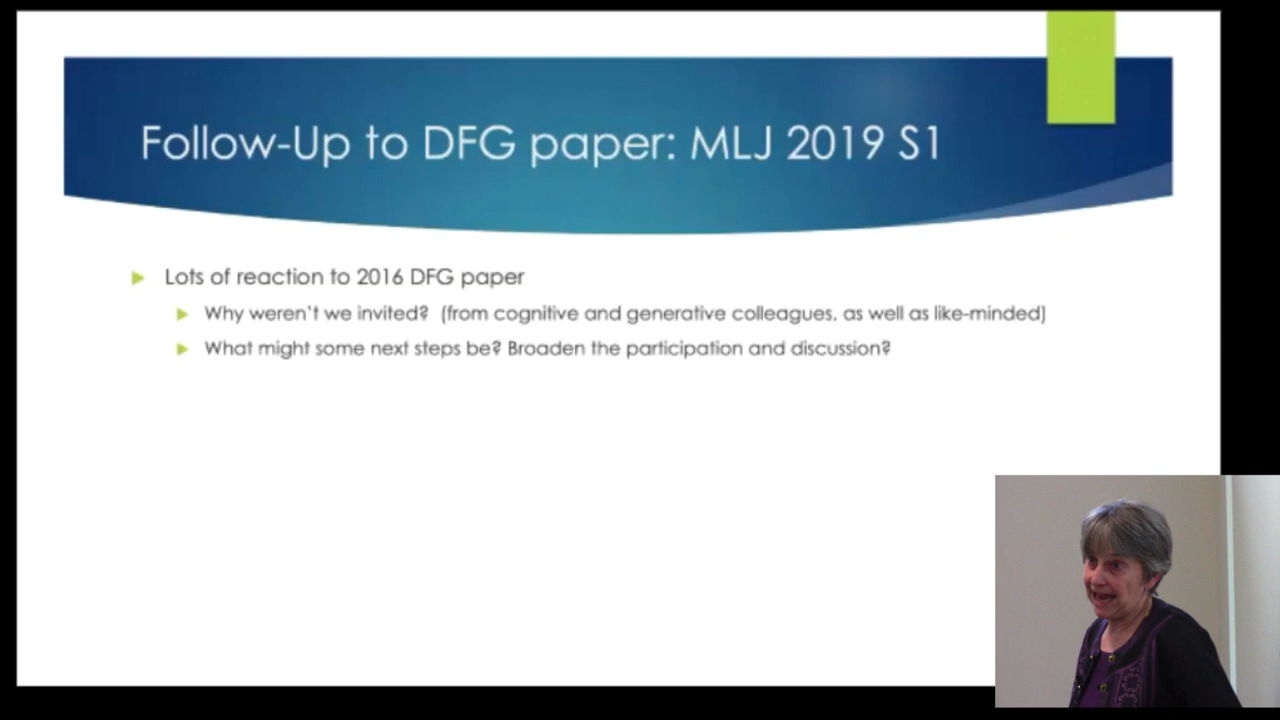 Follow-Up to DFG paper: MLJ 2019 S1
Lots of reaction to 2016 DFG paper
Why weren't we invited? (from cognitive and generative colleagues, as well as like-minded)
What might some next steps be? Broaden the participation and discussion?